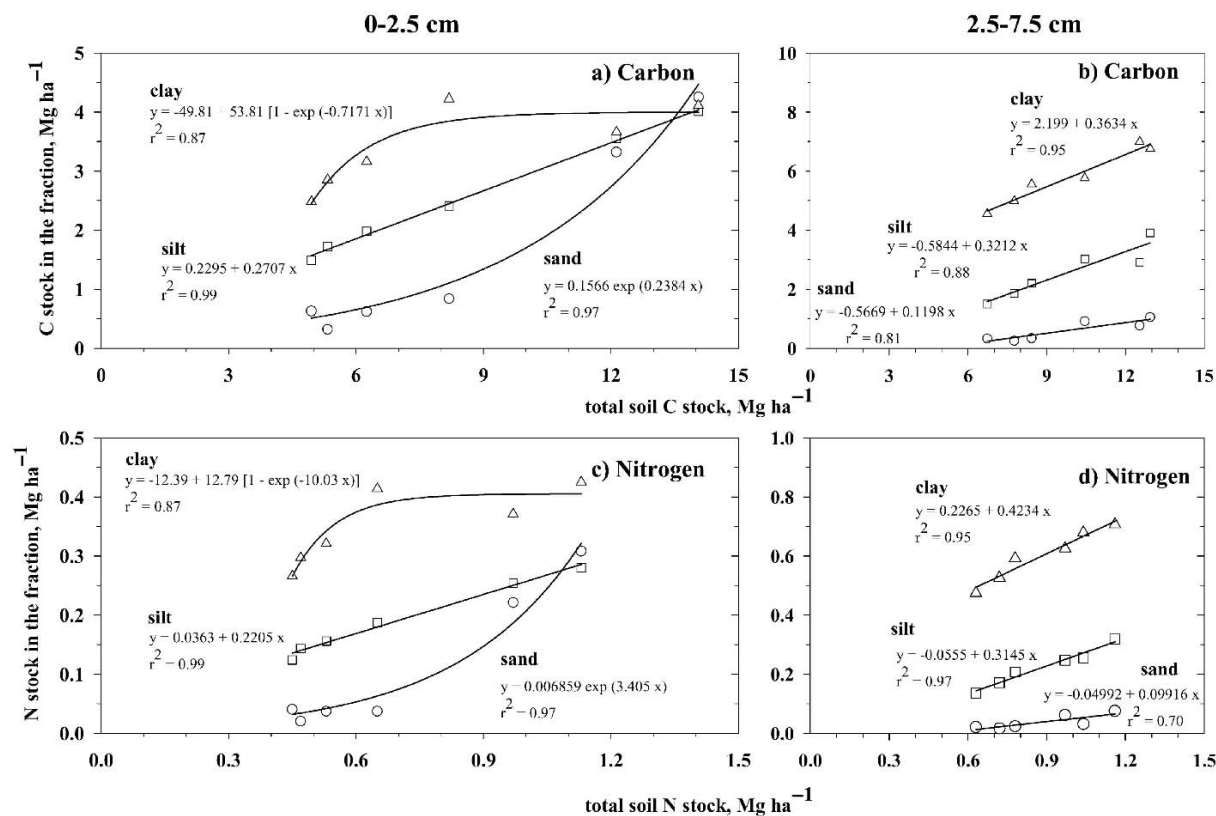 0-2.5 cm
2.5-7.5 cm
a) Carbon
clay
y = -49.81 + 53.81 [1 - exp (-0.7171 x)]
r2 = 0.87
silt
y = 0.2295 + 0.2707 x
r2 = 0.99
sand
y = 0.1566 exp (0.2384 x)
r2 = 0.97
C stock in the fraction, Mg ha−1
5
4
3
2
1
0
0
3
6
9
12
15
b) Carbon
clay
y = 2.199 + 0.3634 x
r2 = 0.95
silt
y = -0.5844 + 0.3212 x
r2 = 0.88
sand
y = -0.5669 + 0.1198 x
r2 = 0.81
10
8
6
4
2
0
0
3
6
9
12
15
total soil C stock, Mg ha−1
c) Nitrogen
clay
y = -12.39 + 12.79 [1 - exp (-10.03 x)]
r2 = 0.87
silt
y = 0.0363 + 0.2205 x
r2 = 0.99
sand
y = 0.006859 exp (3.405 x)
r2 = 0.97
N stock in the fraction, Mg ha−1
0.5
0.4
0.3
0.2
0.1
0.0
0.0
0.3
0.6
0.9
1.2
1.5
d) Nitrogen
clay
y = 0.2265 + 0.4234 x
r2 = 0.95
silt
y = -0.0555 + 0.3145 x
r2 = 0.97
sand
y = -0.04992 + 0.09916 x
r2 = 0.70
1.0
0.8
0.6
0.4
0.2
0.0
0.0
0.3
0.6
0.9
1.2
1.5
total soil N stock, Mg ha−1